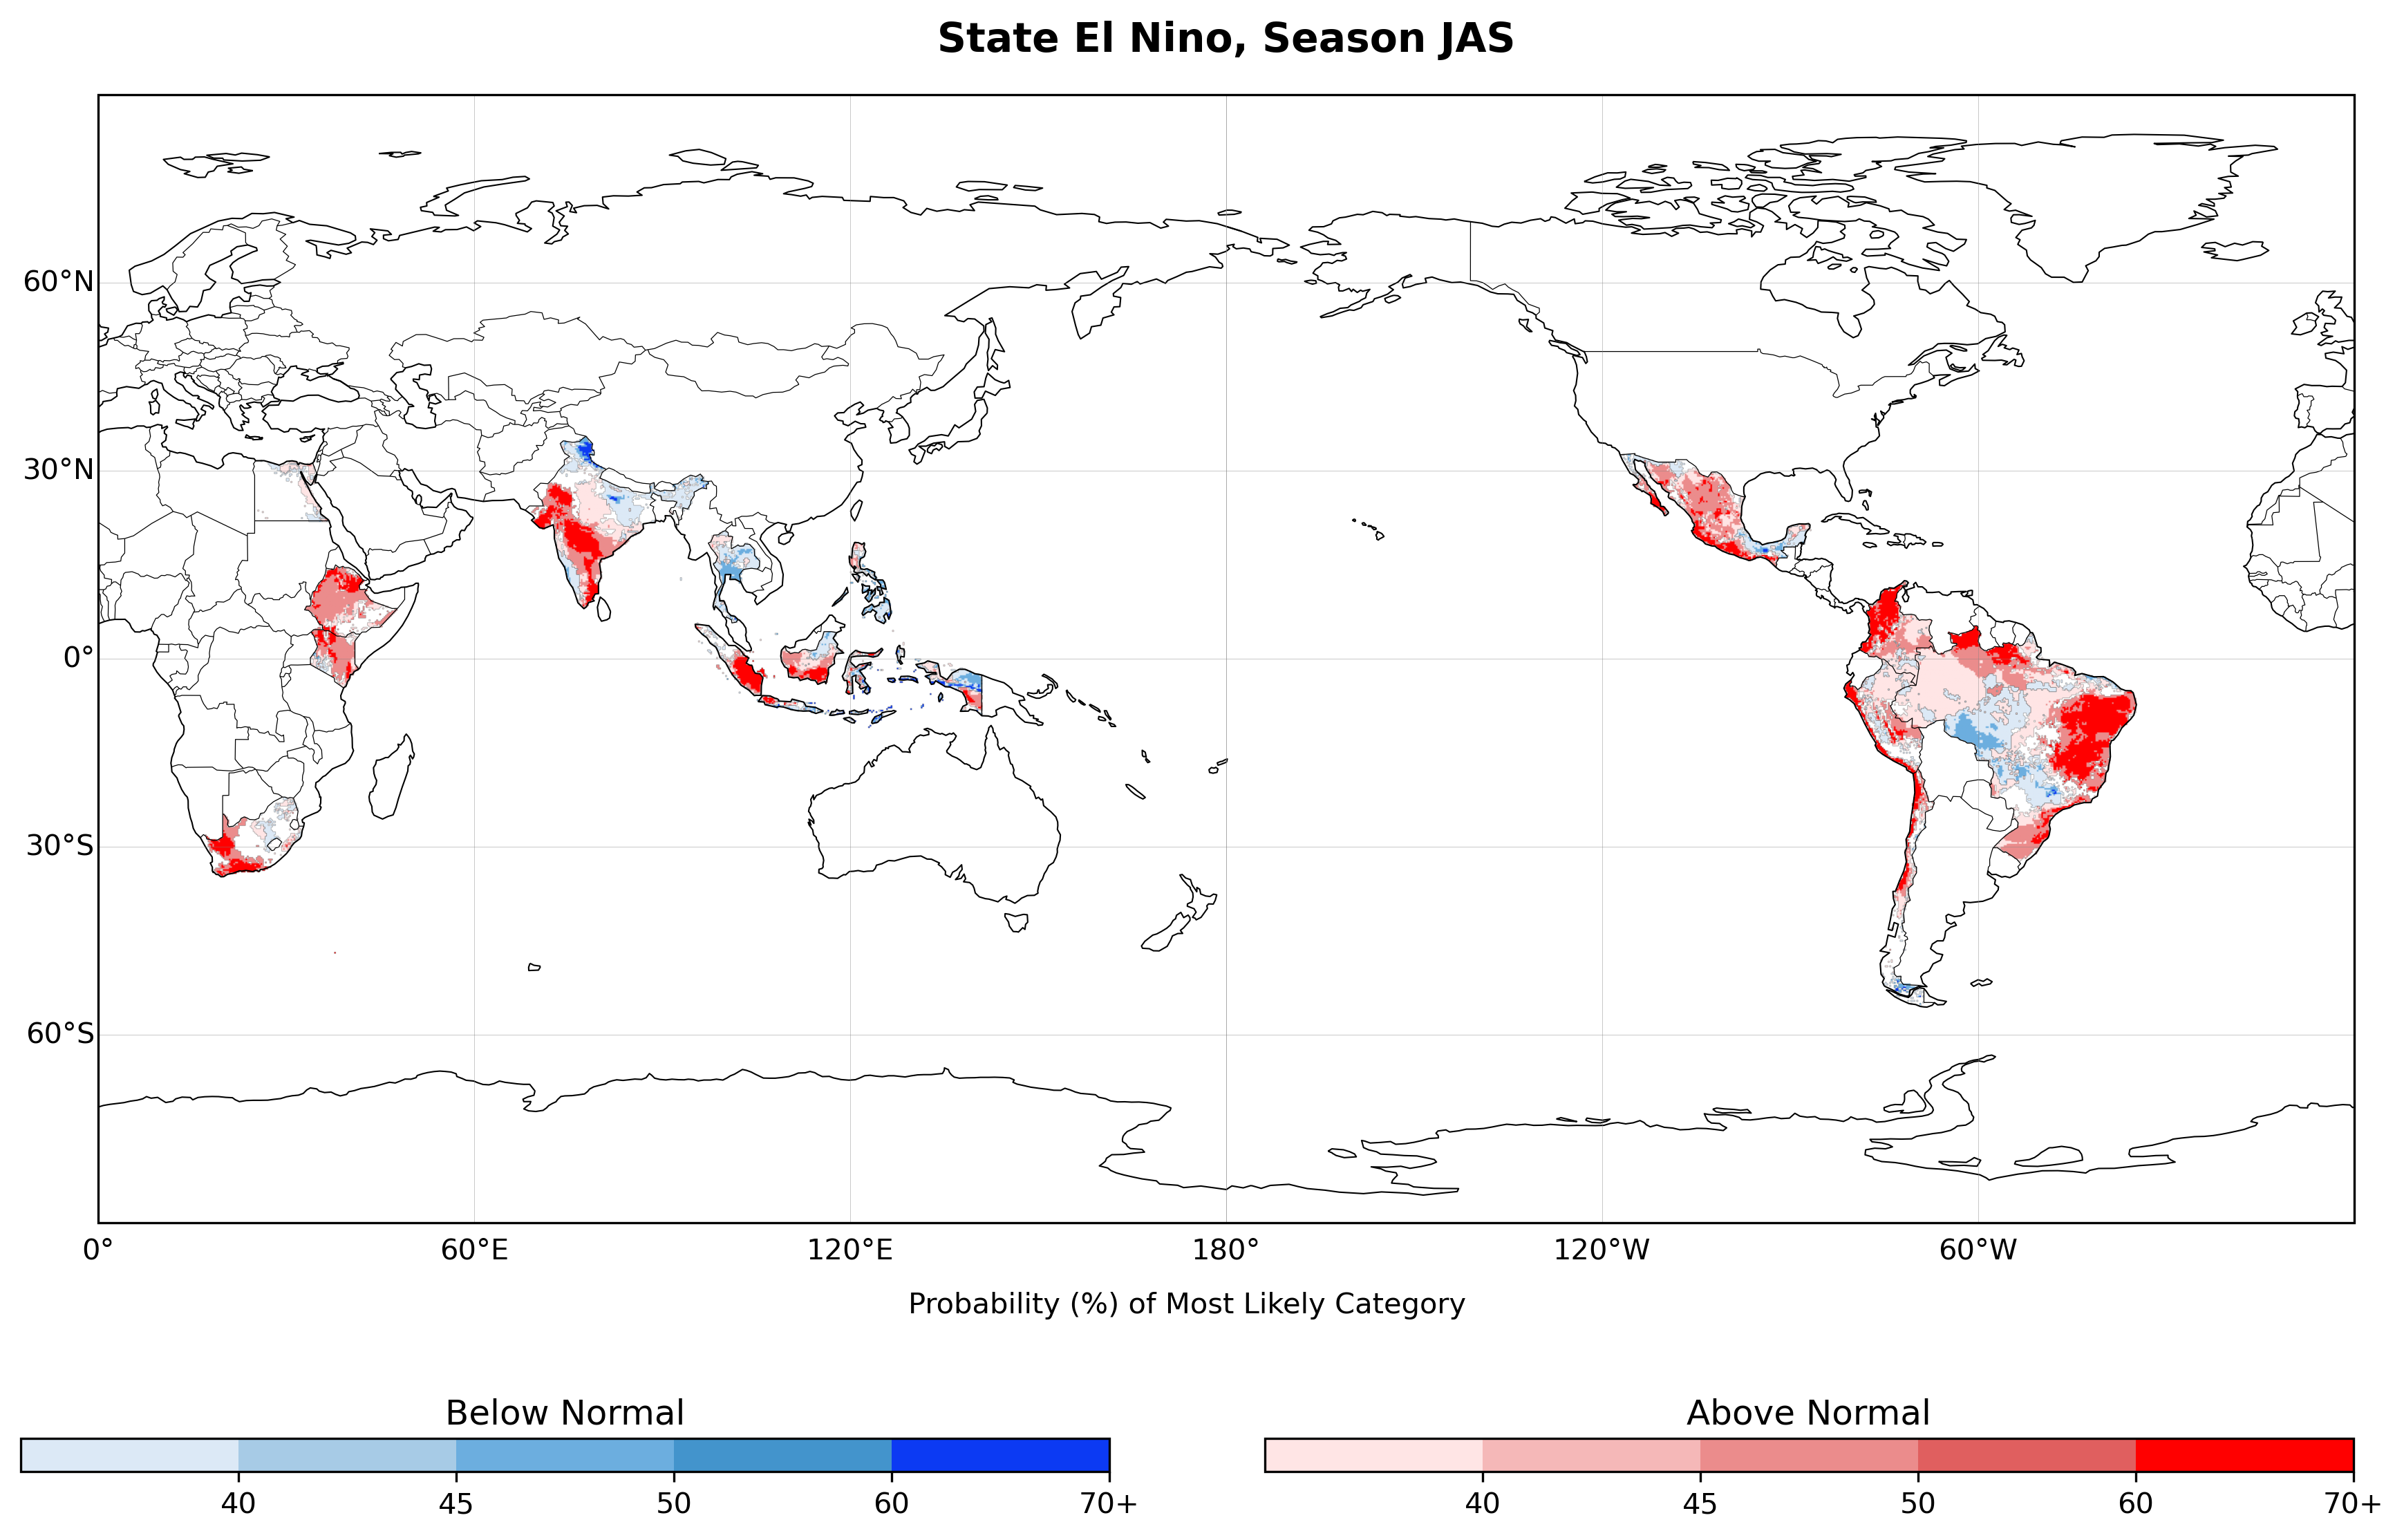 State El Nino, Season JAS
60°N
30°N
0°
30°S
60°S
0° 60°E 120°E 180° 120°W 60°W
Probability (%) of Most Likely Category
Below Normal Above Normal
40 45 50 60 70+ 40 45 50 60 70+